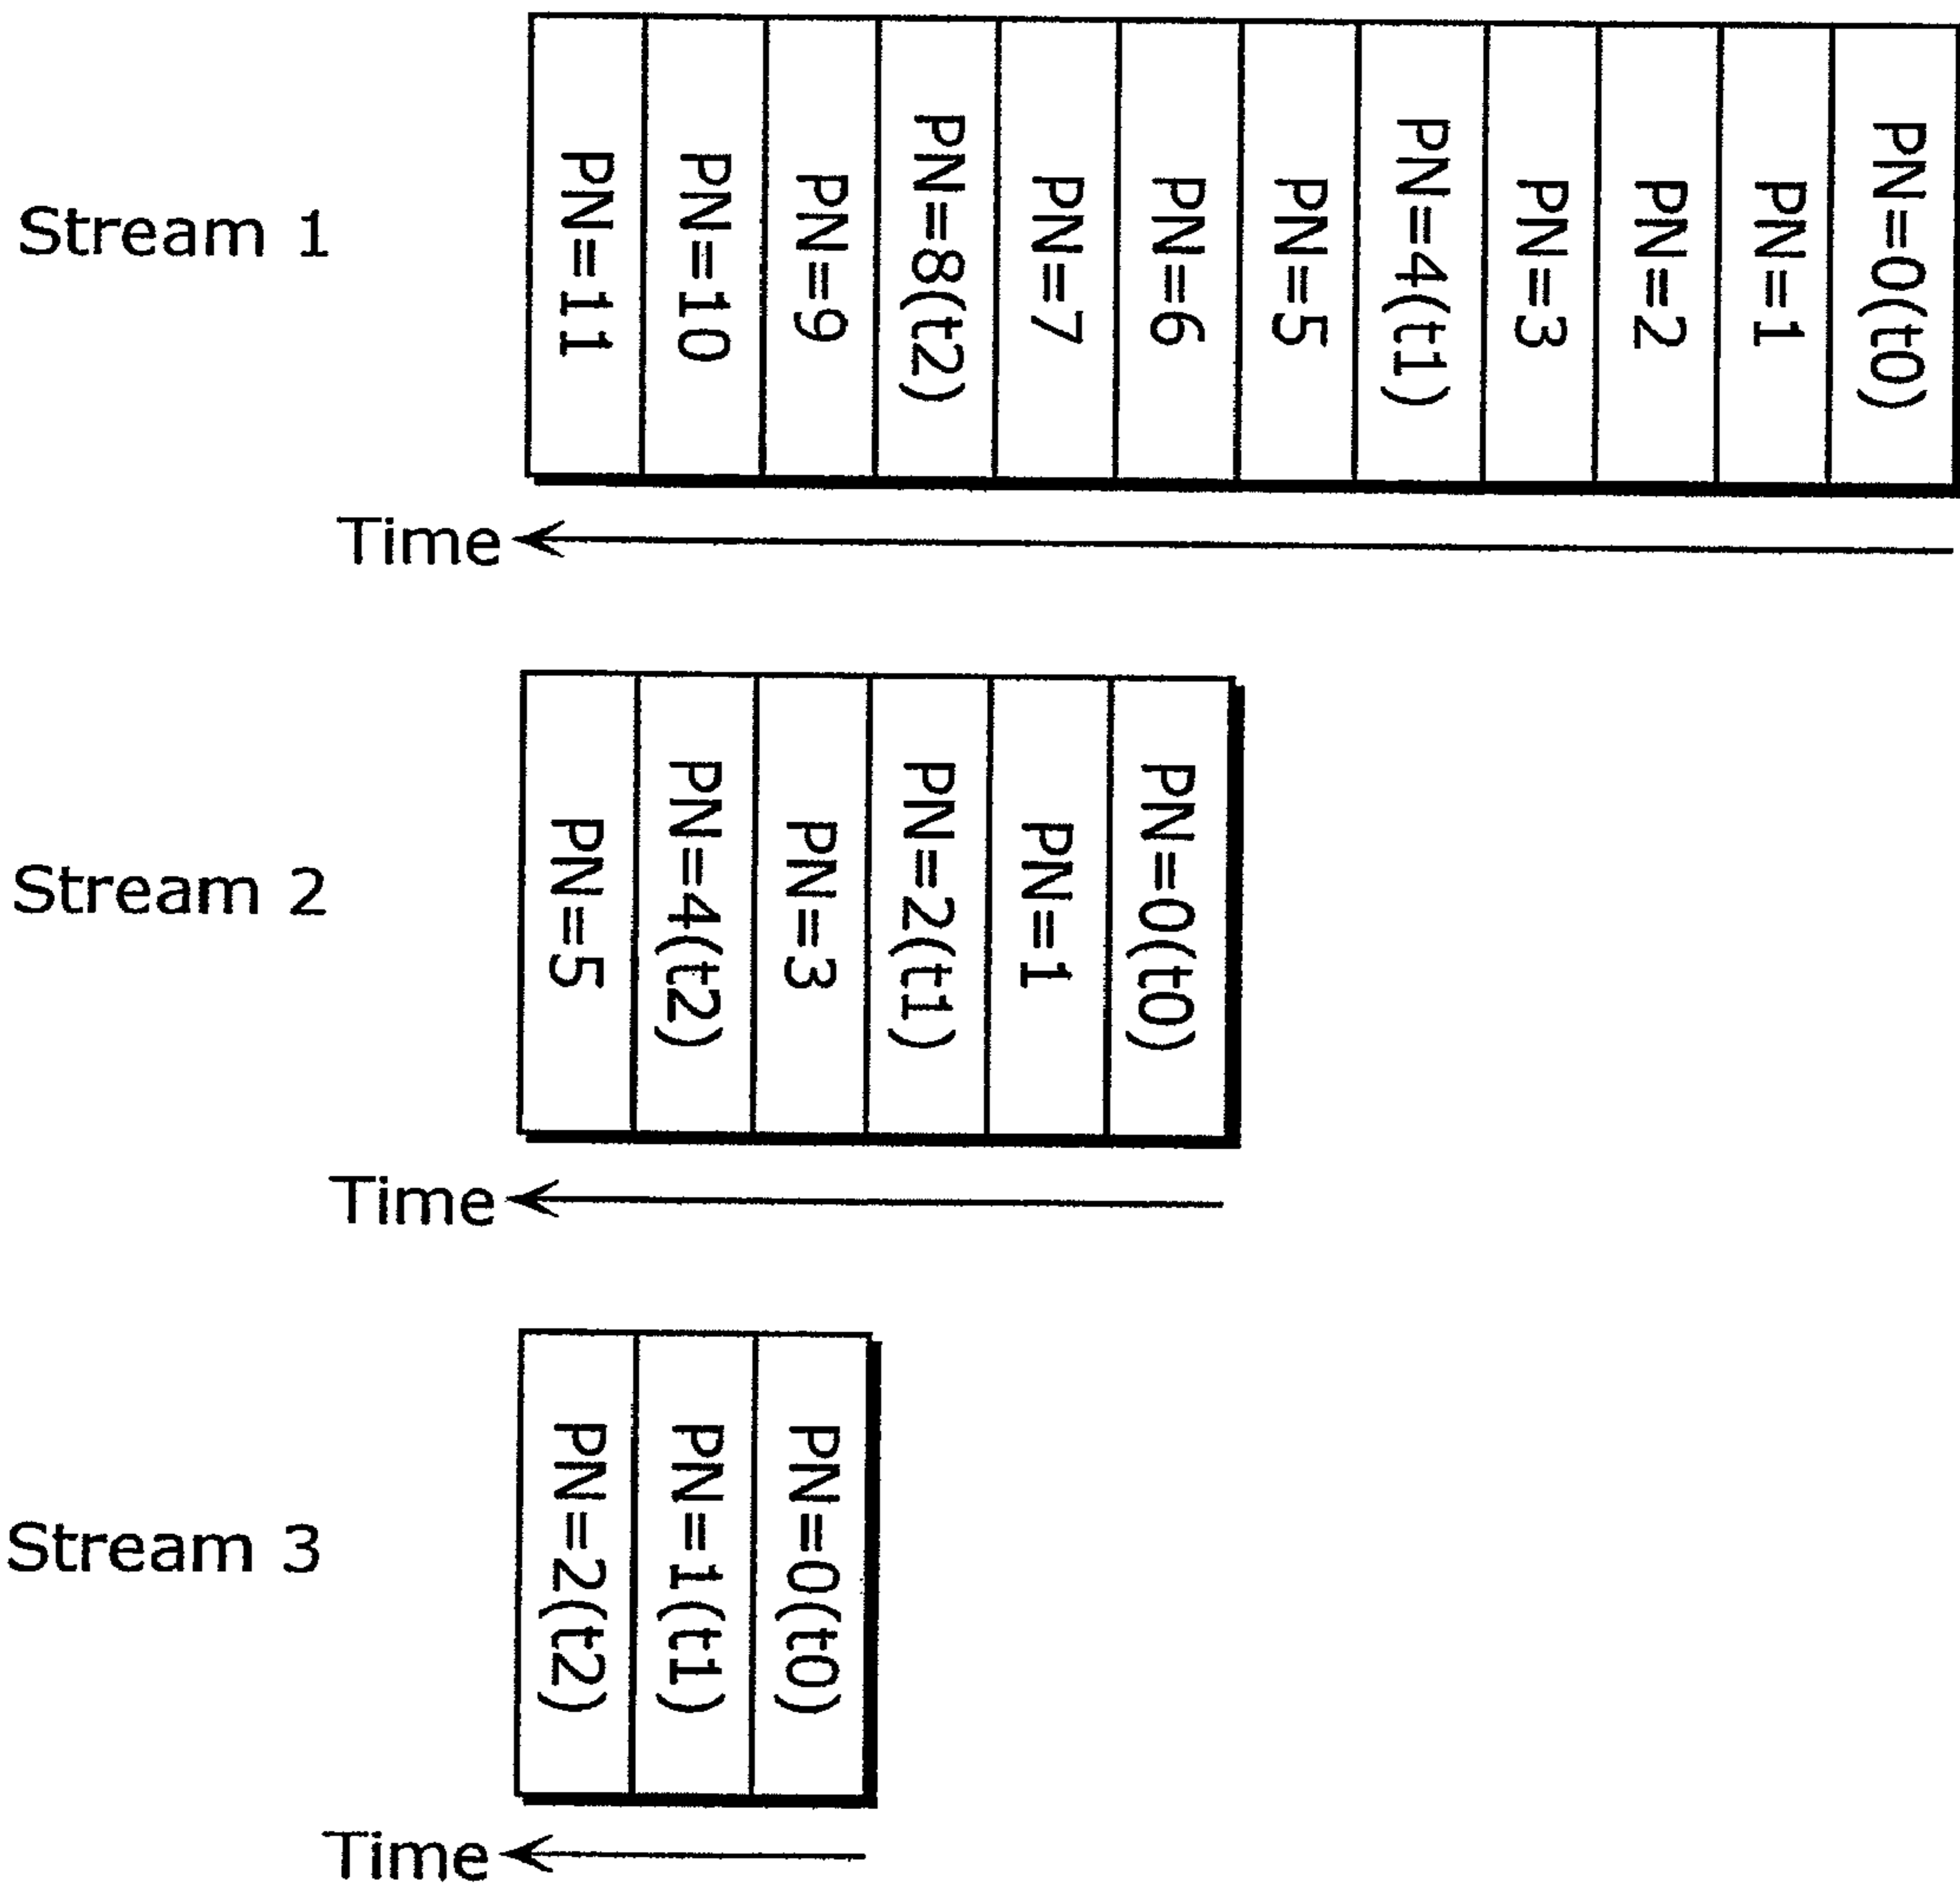 Stream 1
PN=11
PN=10
PN=9
PN=8(t2)
PN=7
PN=6
PN=5
PN=4(t1)
PN=3
PN=2
PN=1
PN=0(t0)
Time
Stream 2
PN=5
PN=4(t2)
PN=3
PN=2(t1)
PN=1
PN=0(t0)
Time
Stream 3
PN=2(t2)
PN=1(t1)
PN=0(t0)
Time